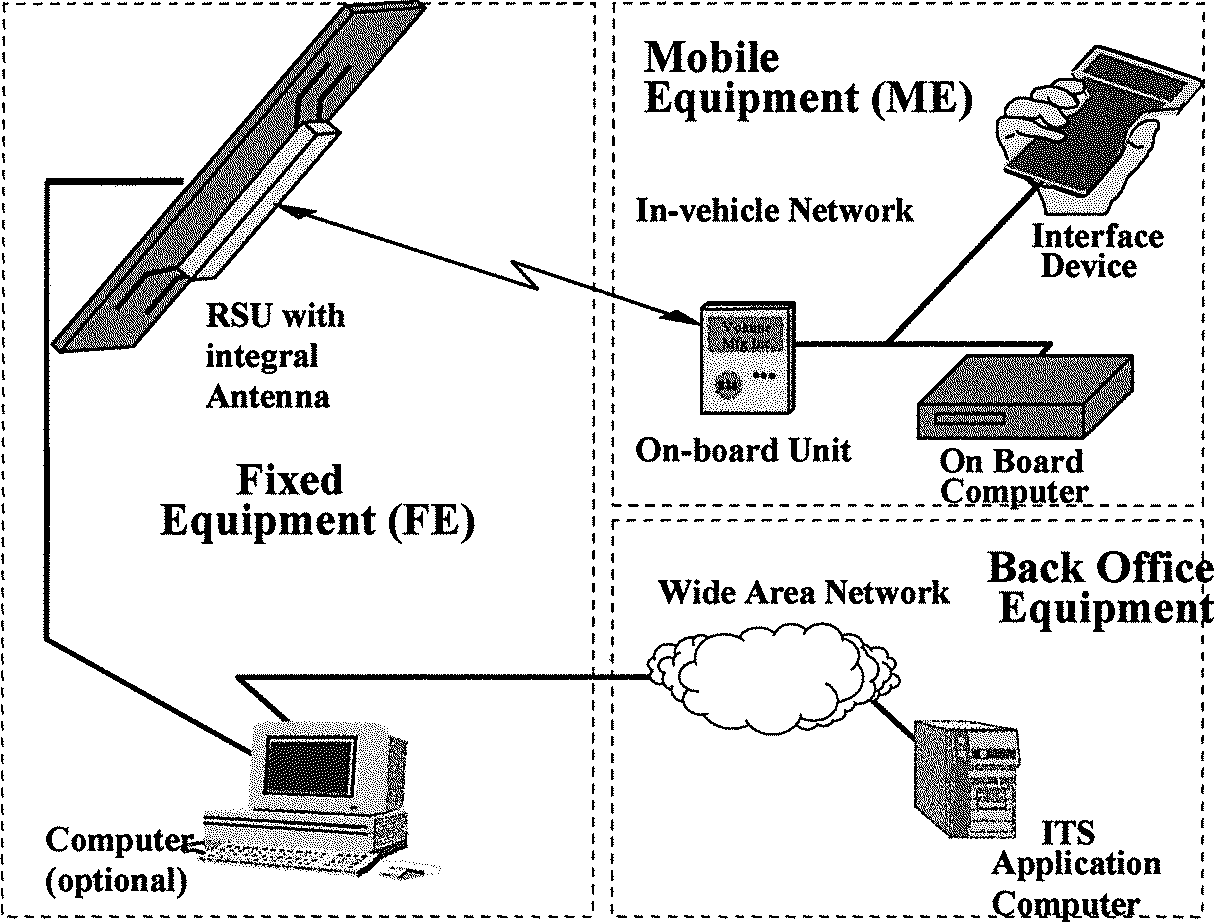 Mobile
Equipment (ME)
In-vehicle Network
Interface
Device
RSU with
integral
Antenna
On-board Unit
On Board
Computer
Fixed
Equipment (FE)
Back Office
Equipment
Wide Area Network
Computer
(optional)
ITS
Application
Computer